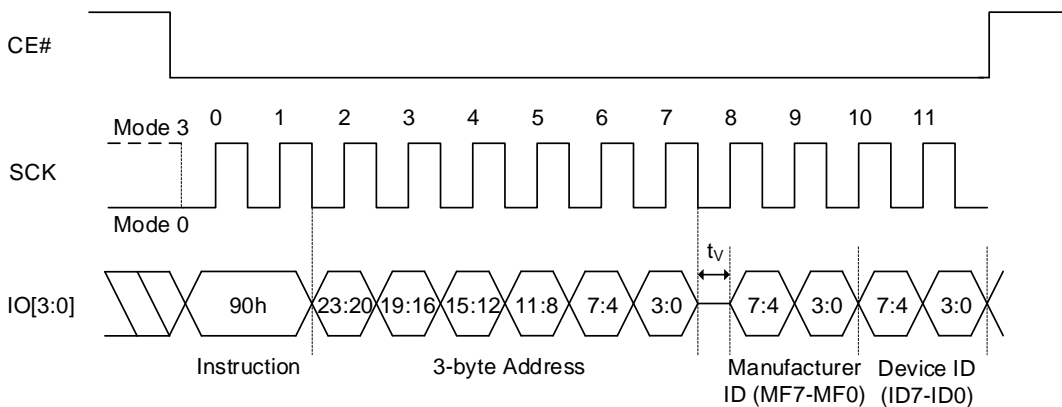 CE#
Mode 3
0 1 2 3 4 5 6 7 8 9 10 11
SCK
Mode 0
tV
IO[3:0]
90h 23:20 19:16 15:12 11:8 7:4 3:0 7:4 3:0 7:4 3:0
Instruction 3-byte Address Manufacturer Device ID
ID (MF7-MF0) (ID7-ID0)